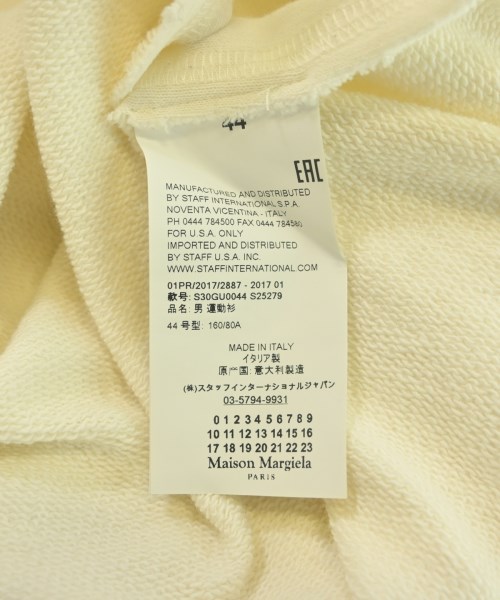 44
EAC
MANUFACTURED AND DISTRIBUTED
BY STAFF INTERNATIONAL S.P.A.
NOVENTA VICENTINA - ITALY
PH 0444 784500 FAX 0444 784580
FOR U.S.A. ONLY
IMPORTED AND DISTRIBUTED
BY STAFF U.S.A. INC.
WWW.STAFFINTERNATIONAL.COM
01PR/2017/2887 - 2017 01
款号: S30GU0044 S25279
品名: 男 運動衫
44 号型: 160/80A
MADE IN ITALY
イタリア製
原产国: 意大利製造
(株)スタッフインターナショナルジャパン
03-5794-9931
0 1 2 3 4 5 6 7 8 9
10 11 12 13 14 15 16
17 18 19 20 21 22 23
Maison Margiela
PARIS